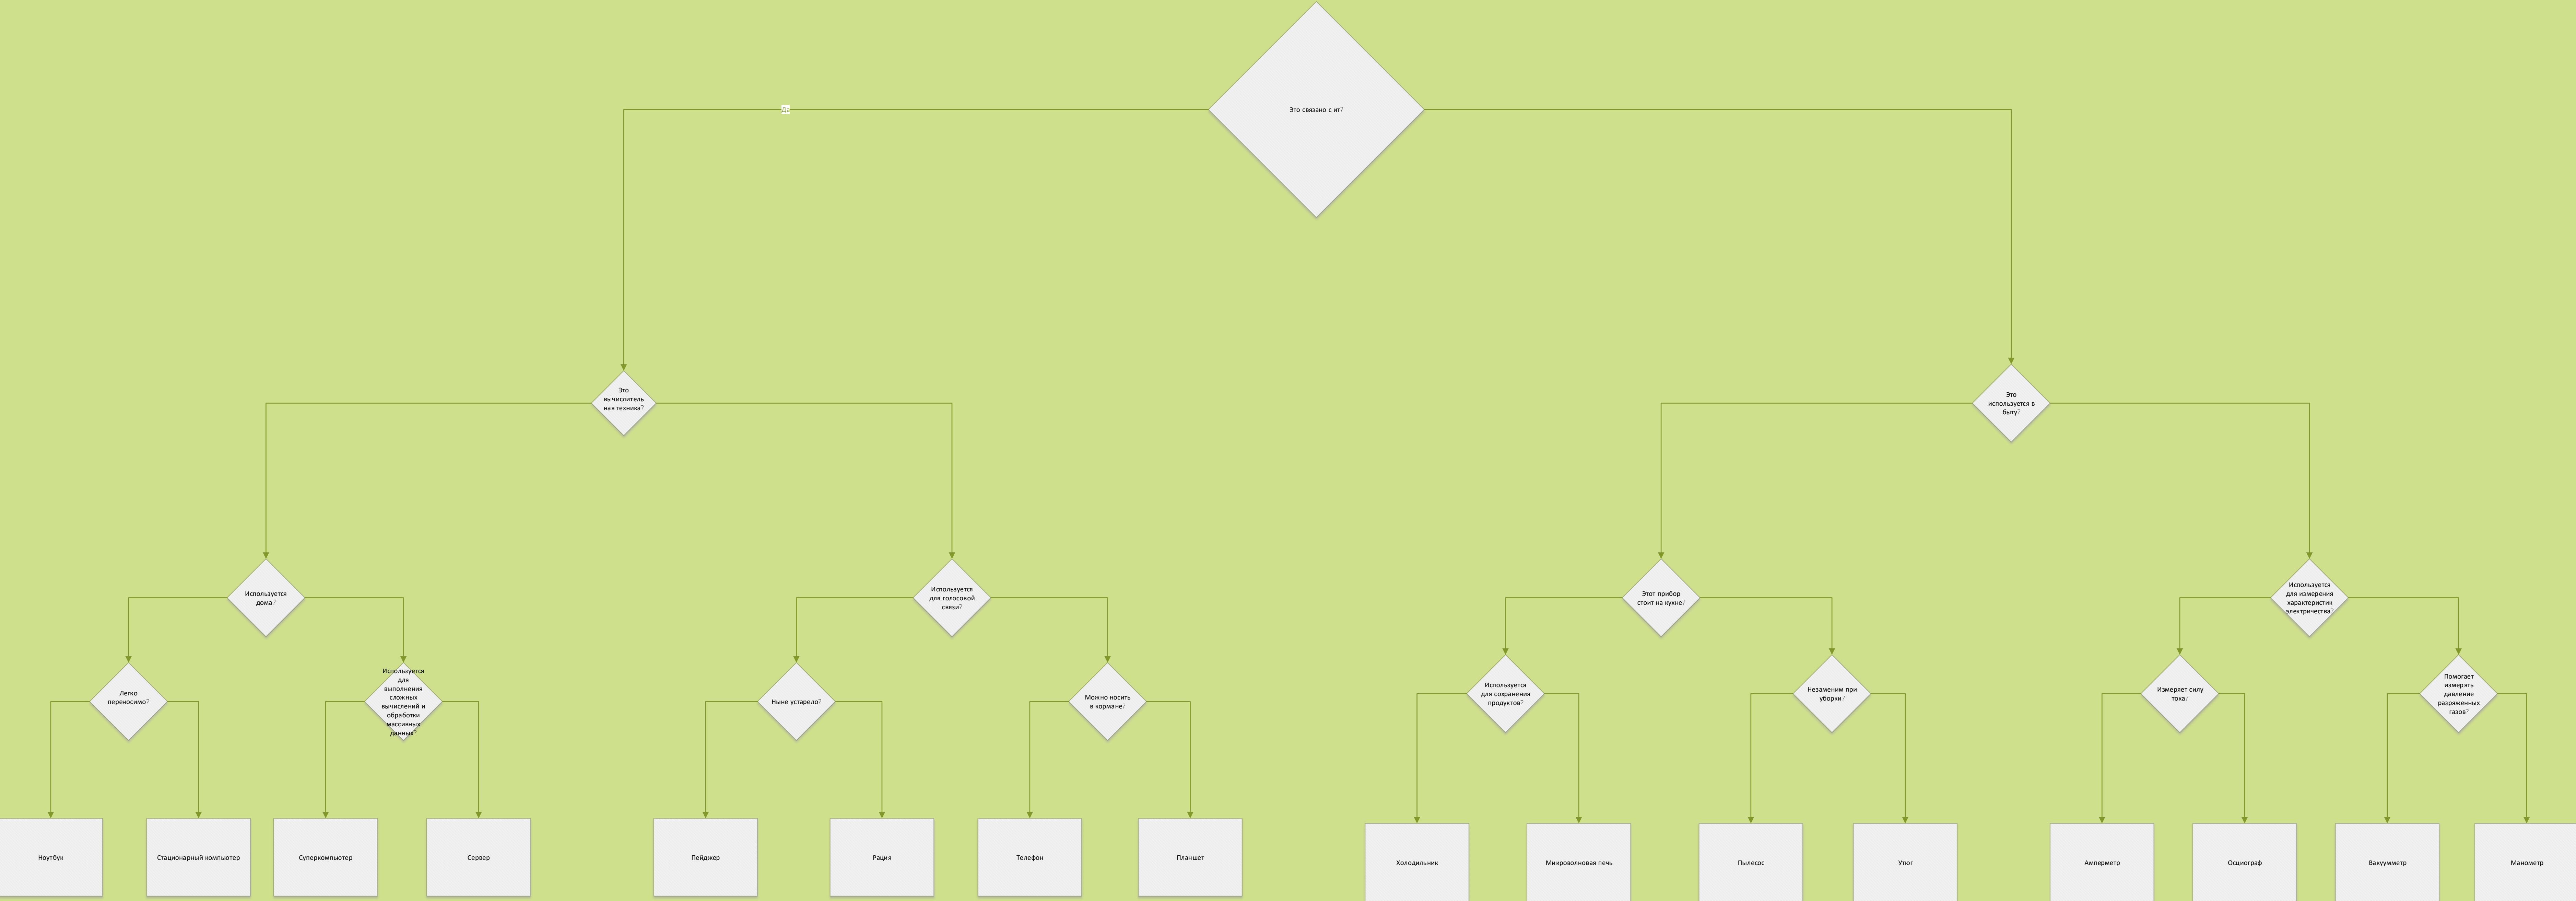 Это связано с ит?
Да
Это
вычислитель
ная техника?
Это
используется в
быту?
Используется
дома?
Используется
для голосовой
связи?
Этот прибор
стоит на кухне?
Используется
для измерения
характеристик
электричества?
Легко
переносимо?
Используется
для
выполнения
сложных
вычислений и
обработки
массивных
данных?
Ныне устарело?
Можно носить
в кормане?
Используется
для сохранения
продуктов?
Незаменим при
уборки?
Измеряет силу
тока?
Помогает
измерять
давление
разряженных
газов?
Ноутбук
Стационарный компьютер
Суперкомпьютер
Сервер
Пейджер
Рация
Телефон
Планшет
Холодильник
Микроволновая печь
Пылесос
Утюг
Амперметр
Осциограф
Вакуумметр
Манометр